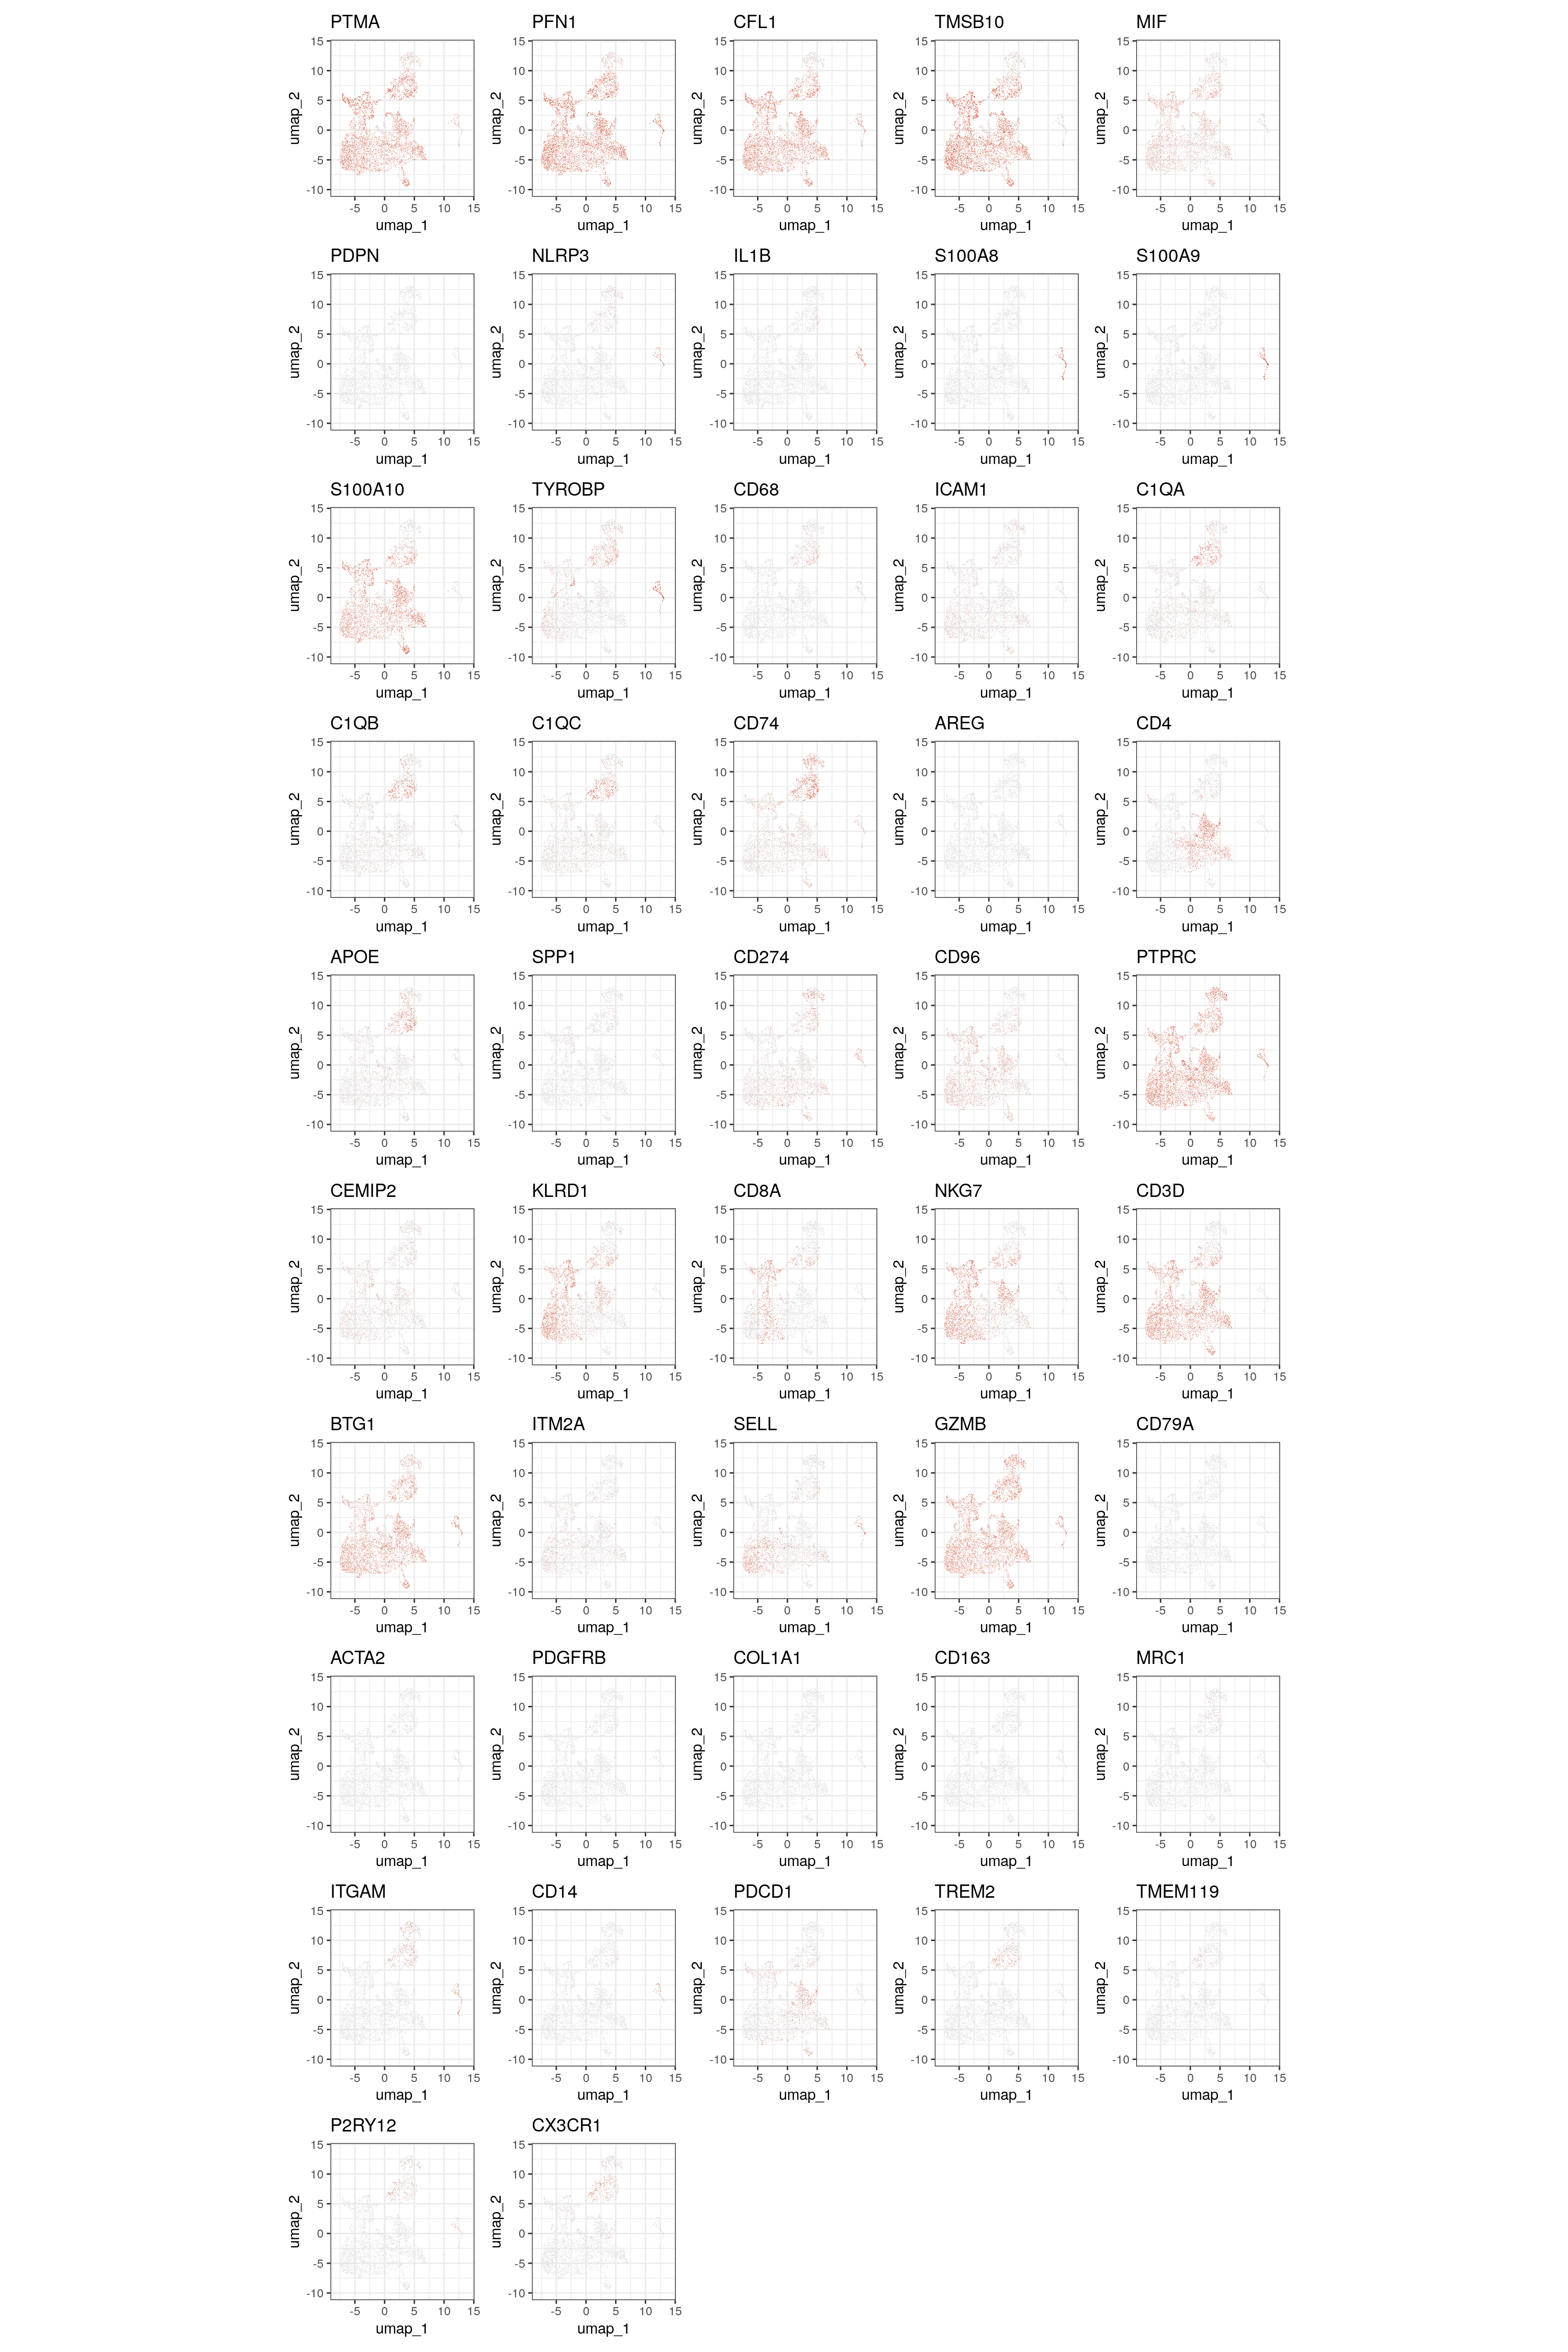 PTMA PFN1 CFL1 TMSB10 MIF
15 15 15 15 15
10 10 10 10 10
5 5 5 5 5
umap_2 umap_2 umap_2 umap_2 umap_2
0 0 0 0 0
-5 -5 -5 -5 -5
-10 -10 -10 -10 -10
-5 0 5 10 15 -5 0 5 10 15 -5 0 5 10 15 -5 0 5 10 15 -5 0 5 10 15
umap_1 umap_1 umap_1 umap_1 umap_1
PDPN NLRP3 IL1B S100A8 S100A9
15 15 15 15 15
10 10 10 10 10
5 5 5 5 5
umap_2 umap_2 umap_2 umap_2 umap_2
0 0 0 0 0
-5 -5 -5 -5 -5
-10 -10 -10 -10 -10
-5 0 5 10 15 -5 0 5 10 15 -5 0 5 10 15 -5 0 5 10 15 -5 0 5 10 15
umap_1 umap_1 umap_1 umap_1 umap_1
S100A10 TYROBP CD68 ICAM1 C1QA
15 15 15 15 15
10 10 10 10 10
5 5 5 5 5
umap_2 umap_2 umap_2 umap_2 umap_2
0 0 0 0 0
-5 -5 -5 -5 -5
-10 -10 -10 -10 -10
-5 0 5 10 15 -5 0 5 10 15 -5 0 5 10 15 -5 0 5 10 15 -5 0 5 10 15
umap_1 umap_1 umap_1 umap_1 umap_1
C1QB C1QC CD74 AREG CD4
15 15 15 15 15
10 10 10 10 10
5 5 5 5 5
umap_2 umap_2 umap_2 umap_2 umap_2
0 0 0 0 0
-5 -5 -5 -5 -5
-10 -10 -10 -10 -10
-5 0 5 10 15 -5 0 5 10 15 -5 0 5 10 15 -5 0 5 10 15 -5 0 5 10 15
umap_1 umap_1 umap_1 umap_1 umap_1
APOE SPP1 CD274 CD96 PTPRC
15 15 15 15 15
10 10 10 10 10
5 5 5 5 5
umap_2 umap_2 umap_2 umap_2 umap_2
0 0 0 0 0
-5 -5 -5 -5 -5
-10 -10 -10 -10 -10
-5 0 5 10 15 -5 0 5 10 15 -5 0 5 10 15 -5 0 5 10 15 -5 0 5 10 15
umap_1 umap_1 umap_1 umap_1 umap_1
CEMIP2 KLRD1 CD8A NKG7 CD3D
15 15 15 15 15
10 10 10 10 10
5 5 5 5 5
umap_2 umap_2 umap_2 umap_2 umap_2
0 0 0 0 0
-5 -5 -5 -5 -5
-10 -10 -10 -10 -10
-5 0 5 10 15 -5 0 5 10 15 -5 0 5 10 15 -5 0 5 10 15 -5 0 5 10 15
umap_1 umap_1 umap_1 umap_1 umap_1
BTG1 ITM2A SELL GZMB CD79A
15 15 15 15 15
10 10 10 10 10
5 5 5 5 5
umap_2 umap_2 umap_2 umap_2 umap_2
0 0 0 0 0
-5 -5 -5 -5 -5
-10 -10 -10 -10 -10
-5 0 5 10 15 -5 0 5 10 15 -5 0 5 10 15 -5 0 5 10 15 -5 0 5 10 15
umap_1 umap_1 umap_1 umap_1 umap_1
ACTA2 PDGFRB COL1A1 CD163 MRC1
15 15 15 15 15
10 10 10 10 10
5 5 5 5 5
umap_2 umap_2 umap_2 umap_2 umap_2
0 0 0 0 0
-5 -5 -5 -5 -5
-10 -10 -10 -10 -10
-5 0 5 10 15 -5 0 5 10 15 -5 0 5 10 15 -5 0 5 10 15 -5 0 5 10 15
umap_1 umap_1 umap_1 umap_1 umap_1
ITGAM CD14 PDCD1 TREM2 TMEM119
15 15 15 15 15
10 10 10 10 10
5 5 5 5 5
umap_2 umap_2 umap_2 umap_2 umap_2
0 0 0 0 0
-5 -5 -5 -5 -5
-10 -10 -10 -10 -10
-5 0 5 10 15 -5 0 5 10 15 -5 0 5 10 15 -5 0 5 10 15 -5 0 5 10 15
umap_1 umap_1 umap_1 umap_1 umap_1
P2RY12 CX3CR1
15 15
10 10
5 5
umap_2 umap_2
0 0
-5 -5
-10 -10
-5 0 5 10 15 -5 0 5 10 15
umap_1 umap_1